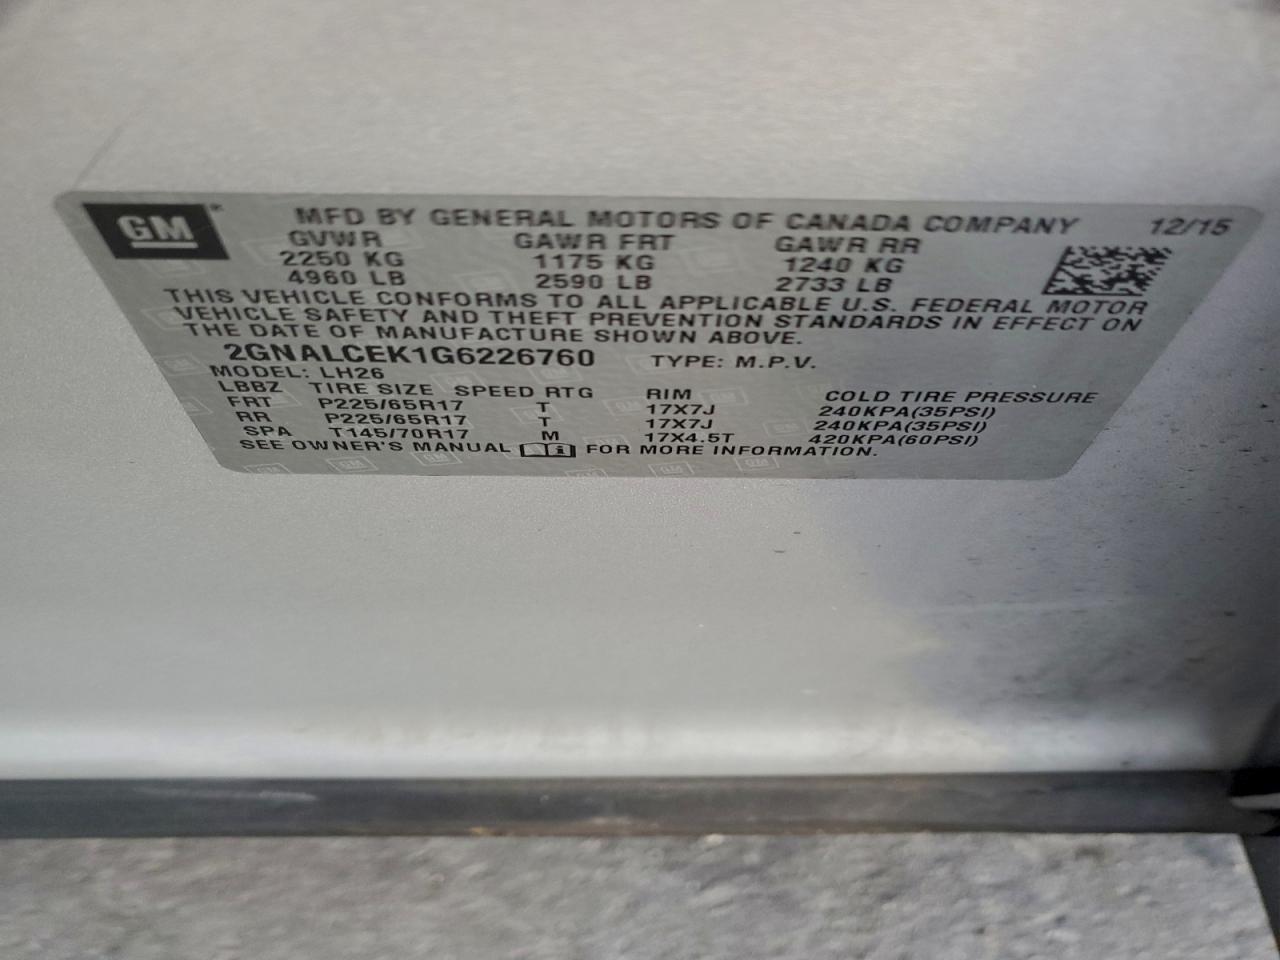 GM MFD BY GENERAL MOTORS OF CANADA COMPANY 12/15
GVWR GAWR FRT GAWR RR
2250 KG 1175 KG 1240 KG
4960 LB 2590 LB 2733 LB
THIS VEHICLE CONFORMS TO ALL APPLICABLE U.S. FEDERAL MOTOR
VEHICLE SAFETY AND THEFT PREVENTION STANDARDS IN EFFECT ON
THE DATE OF MANUFACTURE SHOWN ABOVE.
2GNALCEK1G6226760 TYPE: M.P.V.
MODEL: LH26
LBBZ TIRE SIZE SPEED RTG RIM COLD TIRE PRESSURE
FRT P225/65R17 T 17X7J 240KPA(35PSI)
RR P225/65R17 T 17X7J 240KPA(35PSI)
SPA T145/70R17 M 17X4.5T 420KPA(60PSI)
SEE OWNER'S MANUAL FOR MORE INFORMATION.